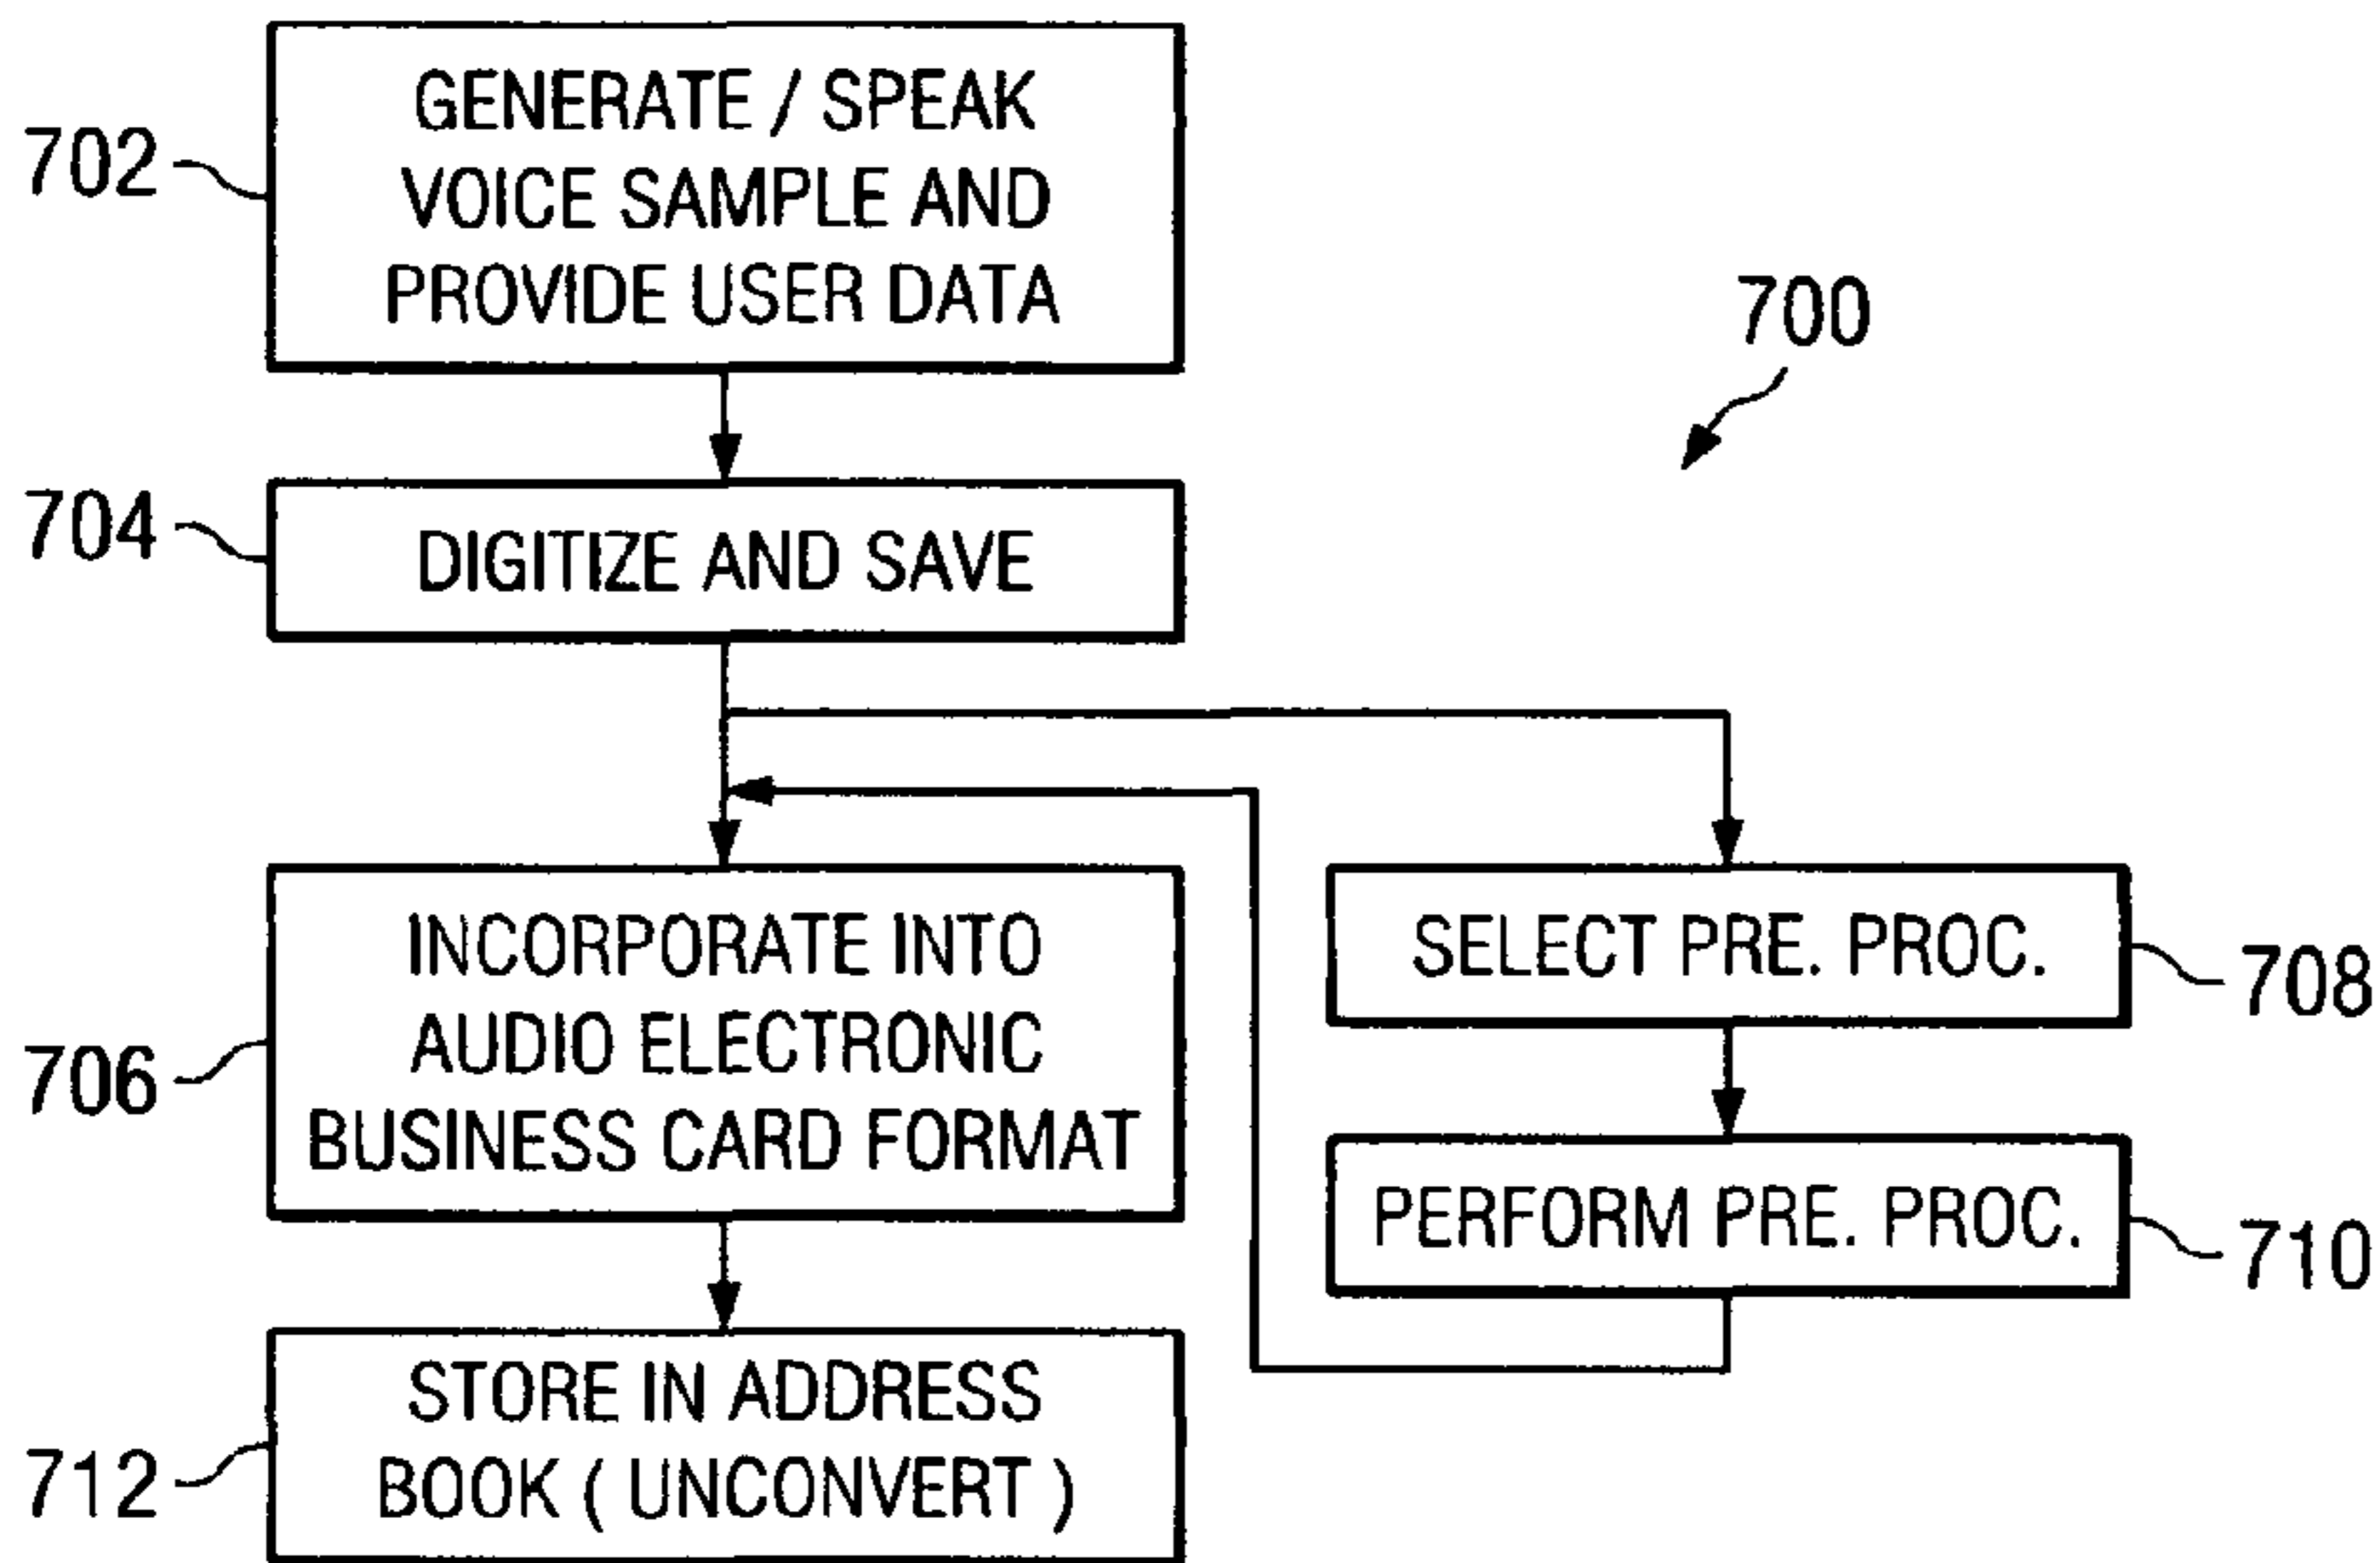 702
GENERATE / SPEAK
VOICE SAMPLE AND
PROVIDE USER DATA
700
704
DIGITIZE AND SAVE
706
INCORPORATE INTO
AUDIO ELECTRONIC
BUSINESS CARD FORMAT
SELECT PRE. PROC.
708
PERFORM PRE. PROC.
710
712
STORE IN ADDRESS
BOOK ( UNCONVERT )